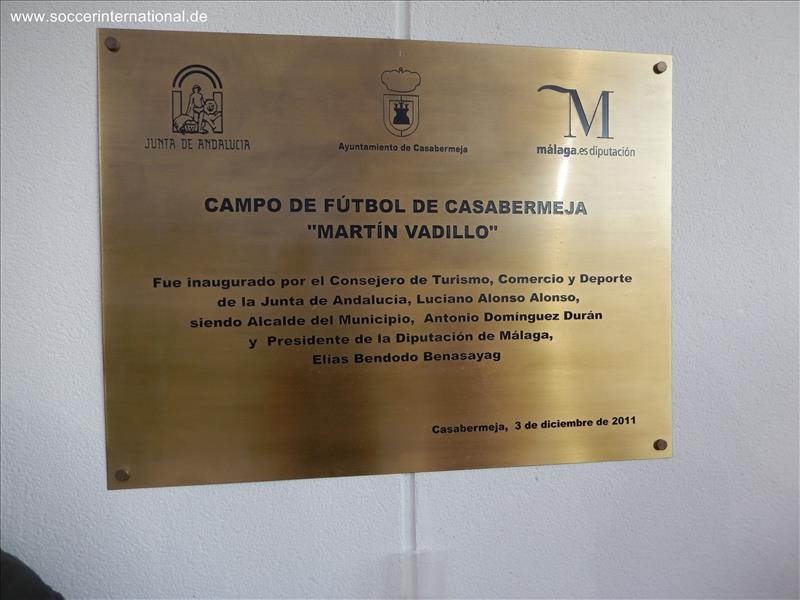 www.soccerinternational.de
JUNTA DE ANDALUCIA
Ayuntamiento de Casabermeja
M
málaga.es diputación
CAMPO DE FÚTBOL DE CASABERMEJA
"MARTÍN VADILLO"
Fue inaugurado por el Consejero de Turismo, Comercio y Deporte
de la Junta de Andalucía, Luciano Alonso Alonso,
siendo Alcalde del Municipio, Antonio Domínguez Durán
y Presidente de la Diputación de Málaga,
Elías Bendodo Benasayag
Casabermeja, 3 de diciembre de 2011